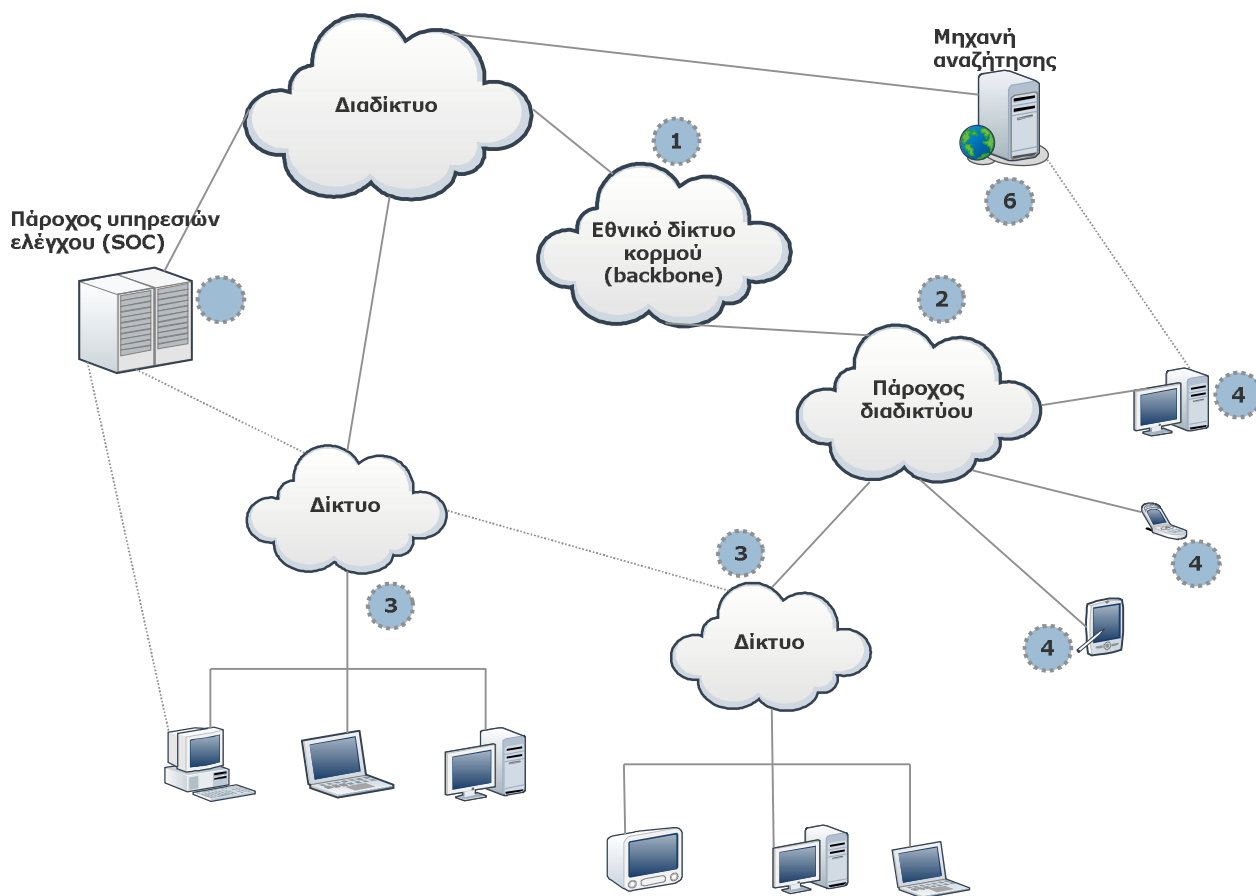 Μηχανή
αναζήτησης
Διαδίκτυο
1
6
Πάροχος υπηρεσιών
ελέγχου (SOC)
Εθνικό δίκτυο
κορμού
(backbone)
2
Πάροχος
διαδικτύου
4
Δίκτυο
3
4
3
Δίκτυο
4